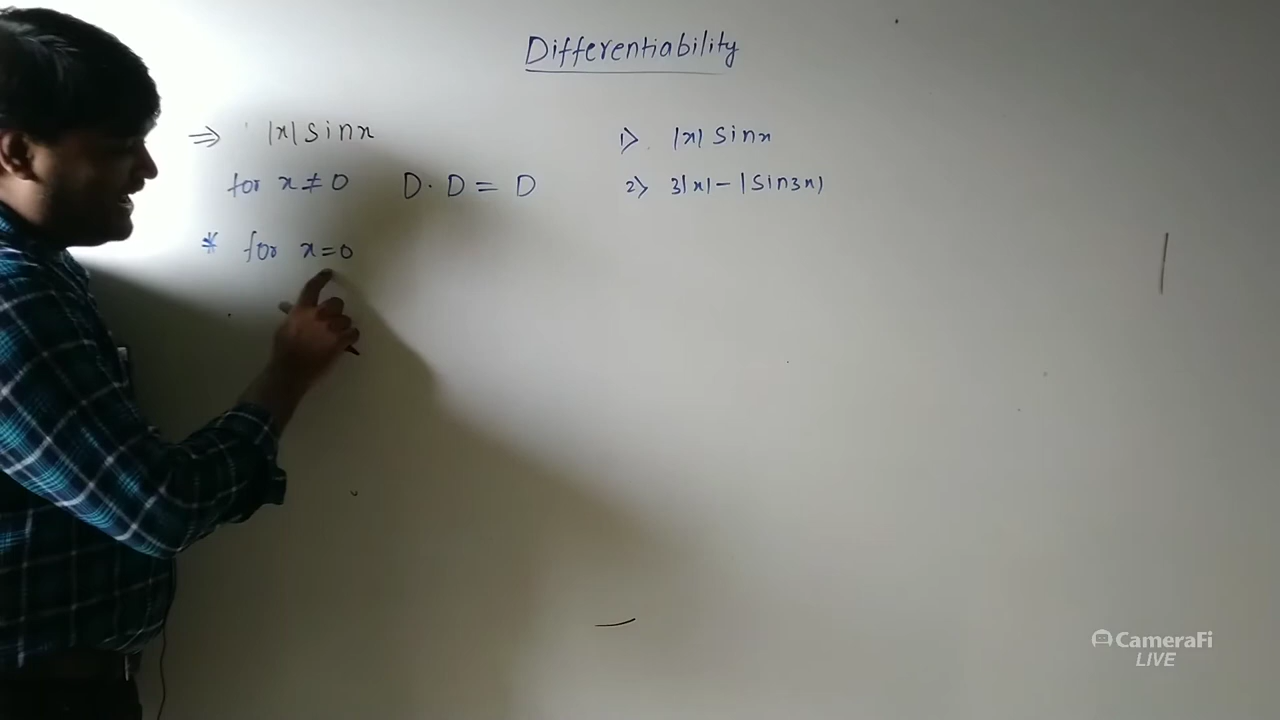 Differentiability
⇒ |x| sinx
for x ≠ 0 D · D = D
* for x = 0
1> |x| sinx
2> 3|x| - |sin3x|
CameraFi
LIVE